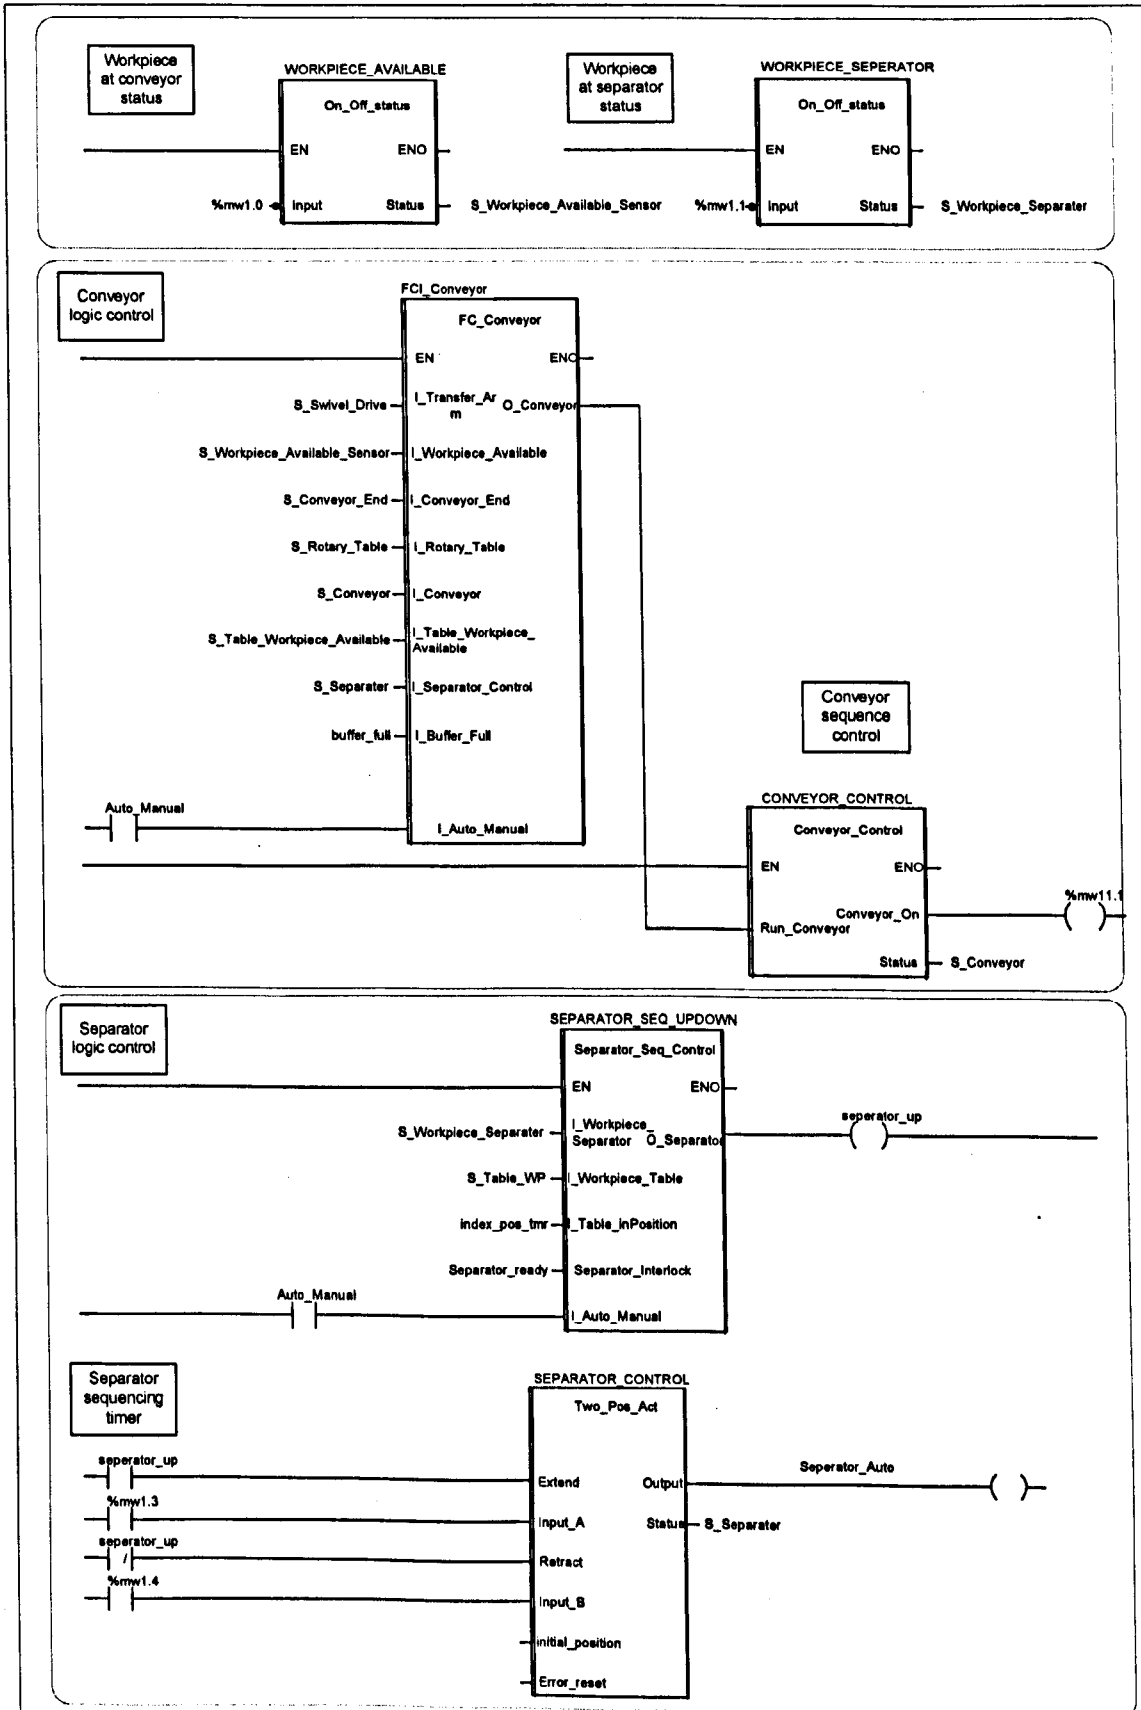 Workpiece
at conveyor
status
WORKPIECE_AVAILABLE
On_Off_status
EN ENO
%mw1.0 Input Status S_Workpiece_Available_Sensor
Workpiece
at separator
status
WORKPIECE_SEPERATOR
On_Off_status
EN ENO
%mw1.1 Input Status S_Workpiece_Separater
Conveyor
logic control
FCI_Conveyor
FC_Conveyor
EN ENO
S_Swivel_Drive I_Transfer_Ar O_Conveyor
m
S_Workpiece_Available_Sensor I_Workpiece_Available
S_Conveyor_End I_Conveyor_End
S_Rotary_Table I_Rotary_Table
S_Conveyor I_Conveyor
S_Table_Workpiece_Available I_Table_Workpiece_
Available
S_Separater I_Separator_Control
buffer_full I_Buffer_Full
Auto_Manual
I_Auto_Manual
Conveyor
sequence
control
CONVEYOR_CONTROL
Conveyor_Control
EN ENO
Conveyor_On
%mw11.1
Run_Conveyor
Status S_Conveyor
Separator
logic control
SEPARATOR_SEQ_UPDOWN
Separator_Seq_Control
EN ENO
S_Workpiece_Separater I_Workpiece_
Separator O_Separator
seperator_up
S_Table_WP I_Workpiece_Table
index_pos_tmr I_Table_inPosition
Separator_ready Separator_Interlock
Auto_Manual
I_Auto_Manual
Separator
sequencing
timer
SEPARATOR_CONTROL
Two_Pos_Act
seperator_up
Extend Output
Seperator_Auto
%mw1.3
Input_A Status S_Separater
seperator_up
Retract
%mw1.4
Input_B
initial_position
Error_reset